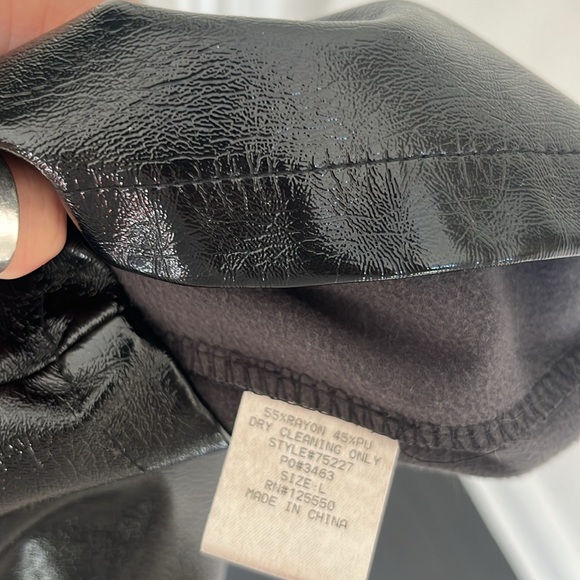 55%RAYON 45%PU
DRY CLEANING ONLY
STYLE#75227
PO#3463
SIZE:L
RN#125550
MADE IN CHINA